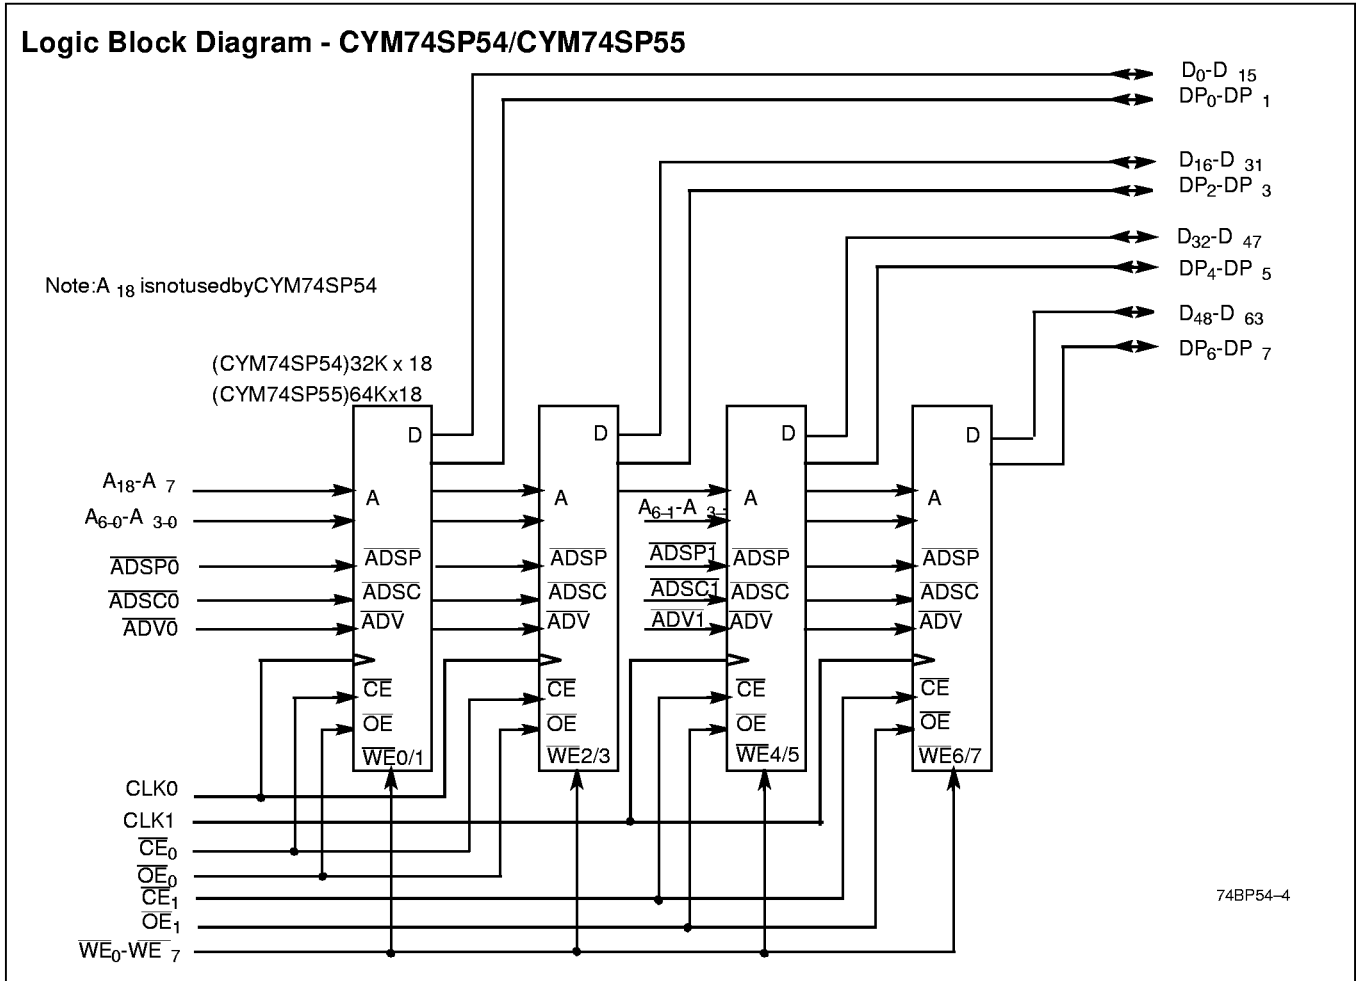 Logic Block Diagram - CYM74SP54/CYM74SP55
D0-D 15
DP0-DP 1
D16-D 31
DP2-DP 3
D32-D 47
DP4-DP 5
D48-D 63
DP6-DP 7
Note:A 18 isnotusedbyCYM74SP54
(CYM74SP54)32K x 18
(CYM74SP55)64Kx18
D D D D
A18-A 7
A A A A
A6-0-A 3-0
A6-1-A 3-
ADSP0 ADSP ADSP ADSP1 ADSP ADSP
ADSC0 ADSC ADSC ADSC1 ADSC ADSC
ADV0 ADV ADV ADV1 ADV ADV
CE CE CE CE
OE OE OE OE
WE0/1 WE2/3 WE4/5 WE6/7
CLK0
CLK1
CE0
OE0
CE1
OE1
WE0-WE 7
74BP54–4